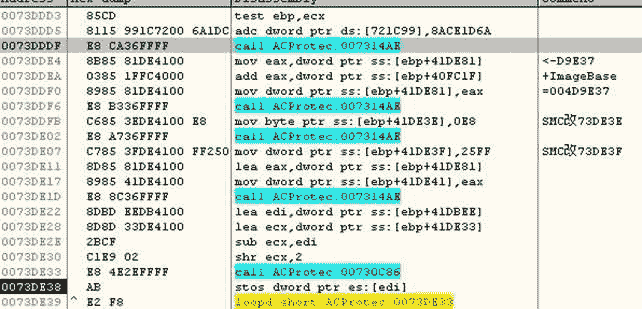 Address Hex dump Disassembly Comment
0073DDD3 85CD test ebp,ecx
0073DDD5 8115 991C7200 6A1DC adc dword ptr ds:[721C99],8ACE1D6A
0073DDDF E8 CA36FFFF call ACProtec.007314AE
0073DDE4 8B85 81DE4100 mov eax,dword ptr ss:[ebp+41DE81] <-D9E37
0073DDEA 0385 1FFC4000 add eax,dword ptr ss:[ebp+40FC1F] +ImageBase
0073DDF0 8985 81DE4100 mov dword ptr ss:[ebp+41DE81],eax =004D9E37
0073DDF6 E8 B336FFFF call ACProtec.007314AE
0073DDFB C685 3EDE4100 E8 mov byte ptr ss:[ebp+41DE3E],0E8 SMC改73DE3E
0073DE02 E8 A736FFFF call ACProtec.007314AE
0073DE07 C785 3FDE4100 FF250 mov dword ptr ss:[ebp+41DE3F],25FF SMC改73DE3F
0073DE11 8D85 81DE4100 lea eax,dword ptr ss:[ebp+41DE81]
0073DE17 8985 41DE4100 mov dword ptr ss:[ebp+41DE41],eax
0073DE1D E8 8C36FFFF call ACProtec.007314AE
0073DE22 8DBD EEDB4100 lea edi,dword ptr ss:[ebp+41DBEE]
0073DE28 8D8D 33DE4100 lea ecx,dword ptr ss:[ebp+41DE33]
0073DE2E 2BCF sub ecx,edi
0073DE30 C1E9 02 shr ecx,2
0073DE33 E8 4E2EFFFF call ACProtec.00730C86
0073DE38 AB stos dword ptr es:[edi]
0073DE39 ^ E2 F8 loopd short ACProtec.0073DE33